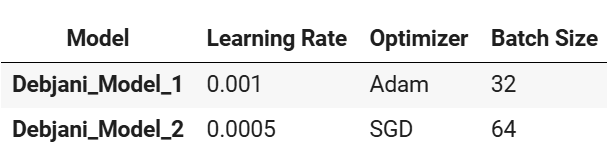 Model Learning Rate Optimizer Batch Size
Debjani_Model_1 0.001 Adam 32
Debjani_Model_2 0.0005 SGD 64